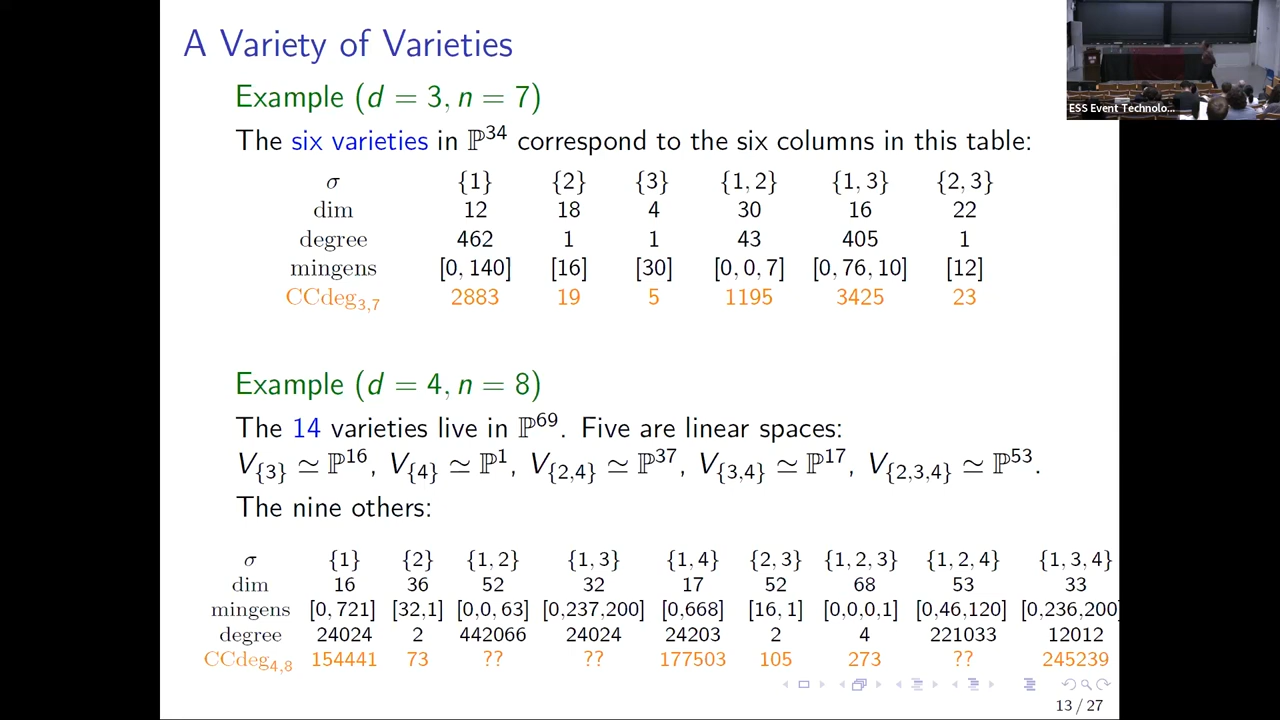 A Variety of Varieties
Example (d = 3, n = 7)
The six varieties in ℙ³⁴ correspond to the six columns in this table:
σ {1} {2} {3} {1, 2} {1, 3} {2, 3}
dim 12 18 4 30 16 22
degree 462 1 1 43 405 1
mingens [0, 140] [16] [30] [0, 0, 7] [0, 76, 10] [12]
CCdeg₃,₇ 2883 19 5 1195 3425 23
Example (d = 4, n = 8)
The 14 varieties live in ℙ⁶⁹. Five are linear spaces:
V_{3} ≃ ℙ¹⁶, V_{4} ≃ ℙ¹, V_{2,4} ≃ ℙ³⁷, V_{3,4} ≃ ℙ¹⁷, V_{2,3,4} ≃ ℙ⁵³.
The nine others:
σ {1} {2} {1, 2} {1, 3} {1, 4} {2, 3} {1, 2, 3} {1, 2, 4} {1, 3, 4}
dim 16 36 52 32 17 52 68 53 33
mingens [0, 721] [32,1] [0,0, 63] [0,237,200] [0,668] [16, 1] [0,0,0,1] [0,46,120] [0,236,200
degree 24024 2 442066 24024 24203 2 4 221033 12012
CCdeg₄,₈ 154441 73 ?? ?? 177503 105 273 ?? 245239
13 / 27
ESS Event Technolo...